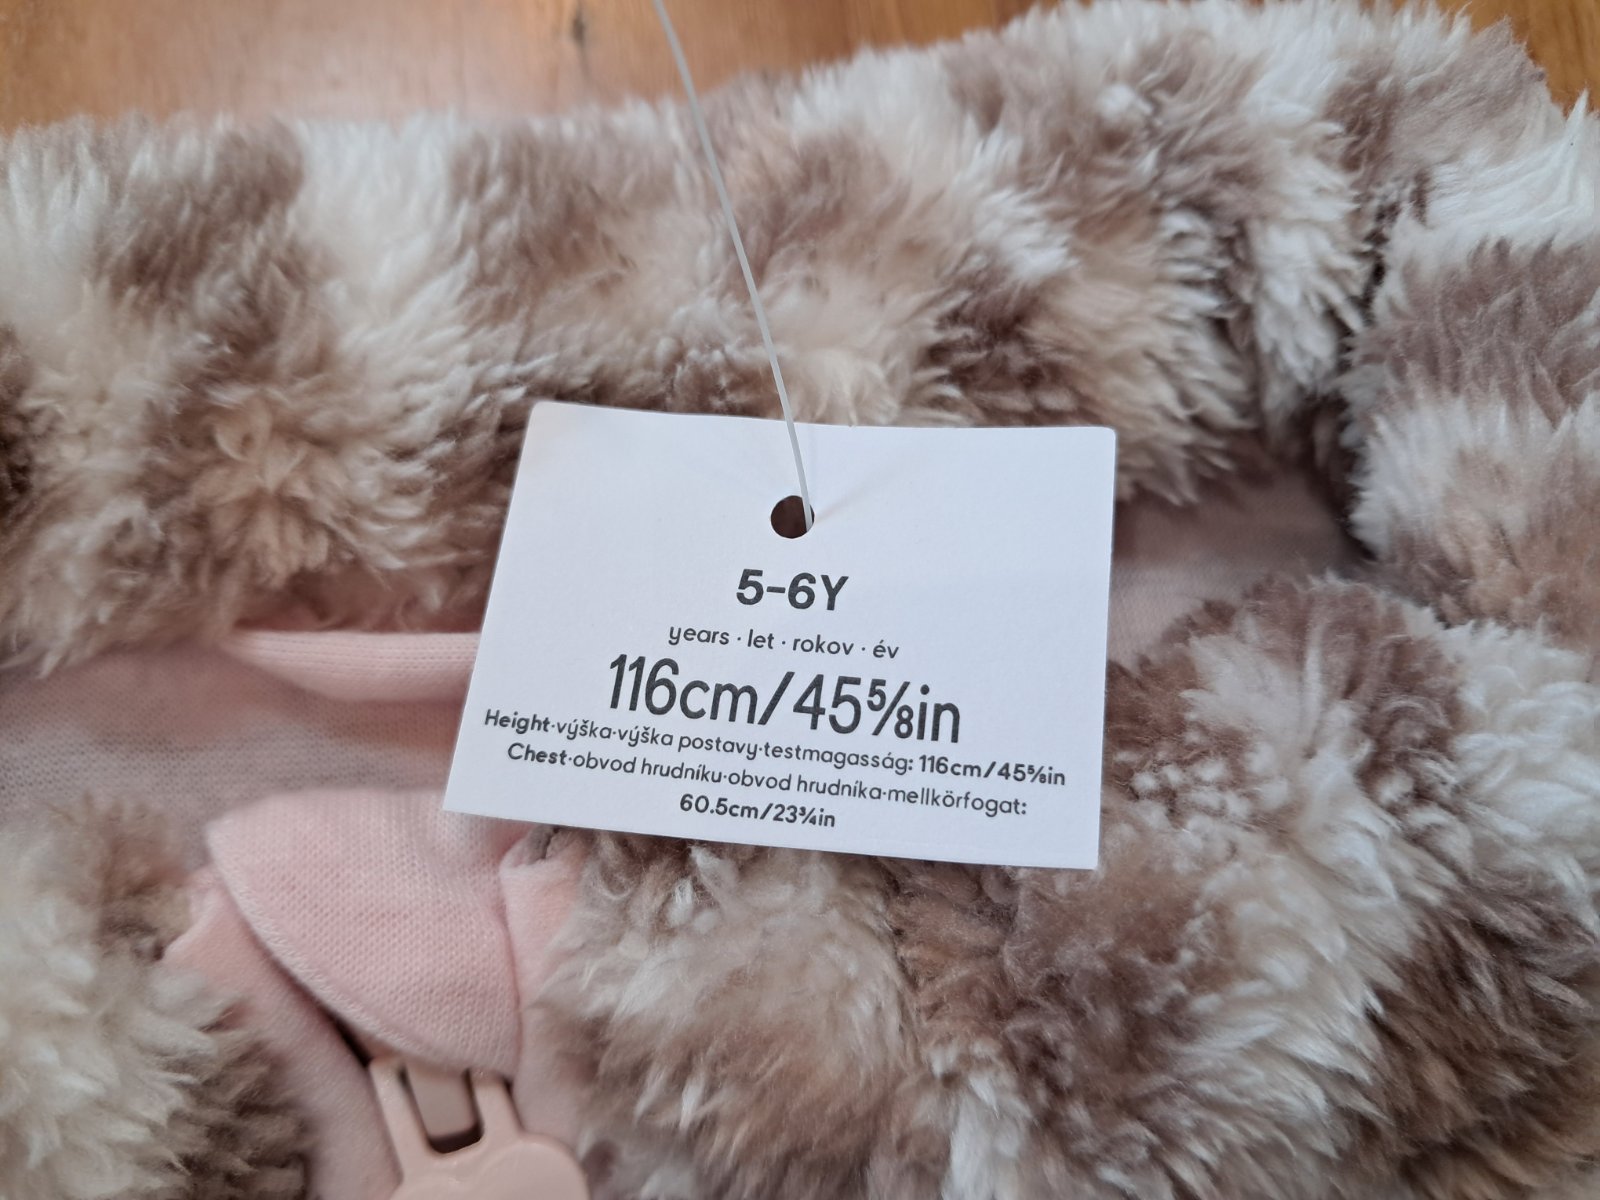 5-6Y
years · let · rokov · év
116cm/45⅝in
Height·výška·výška postavy·testmagasság: 116cm/45⅝in
Chest·obvod hrudníku·obvod hrudníka·mellkörfogat:
60.5cm/23¾in